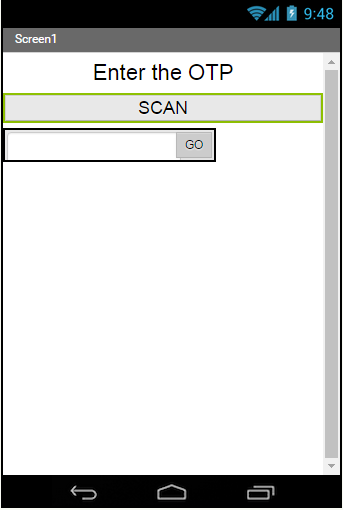 9:48
Screen1
Enter the OTP
SCAN
GO